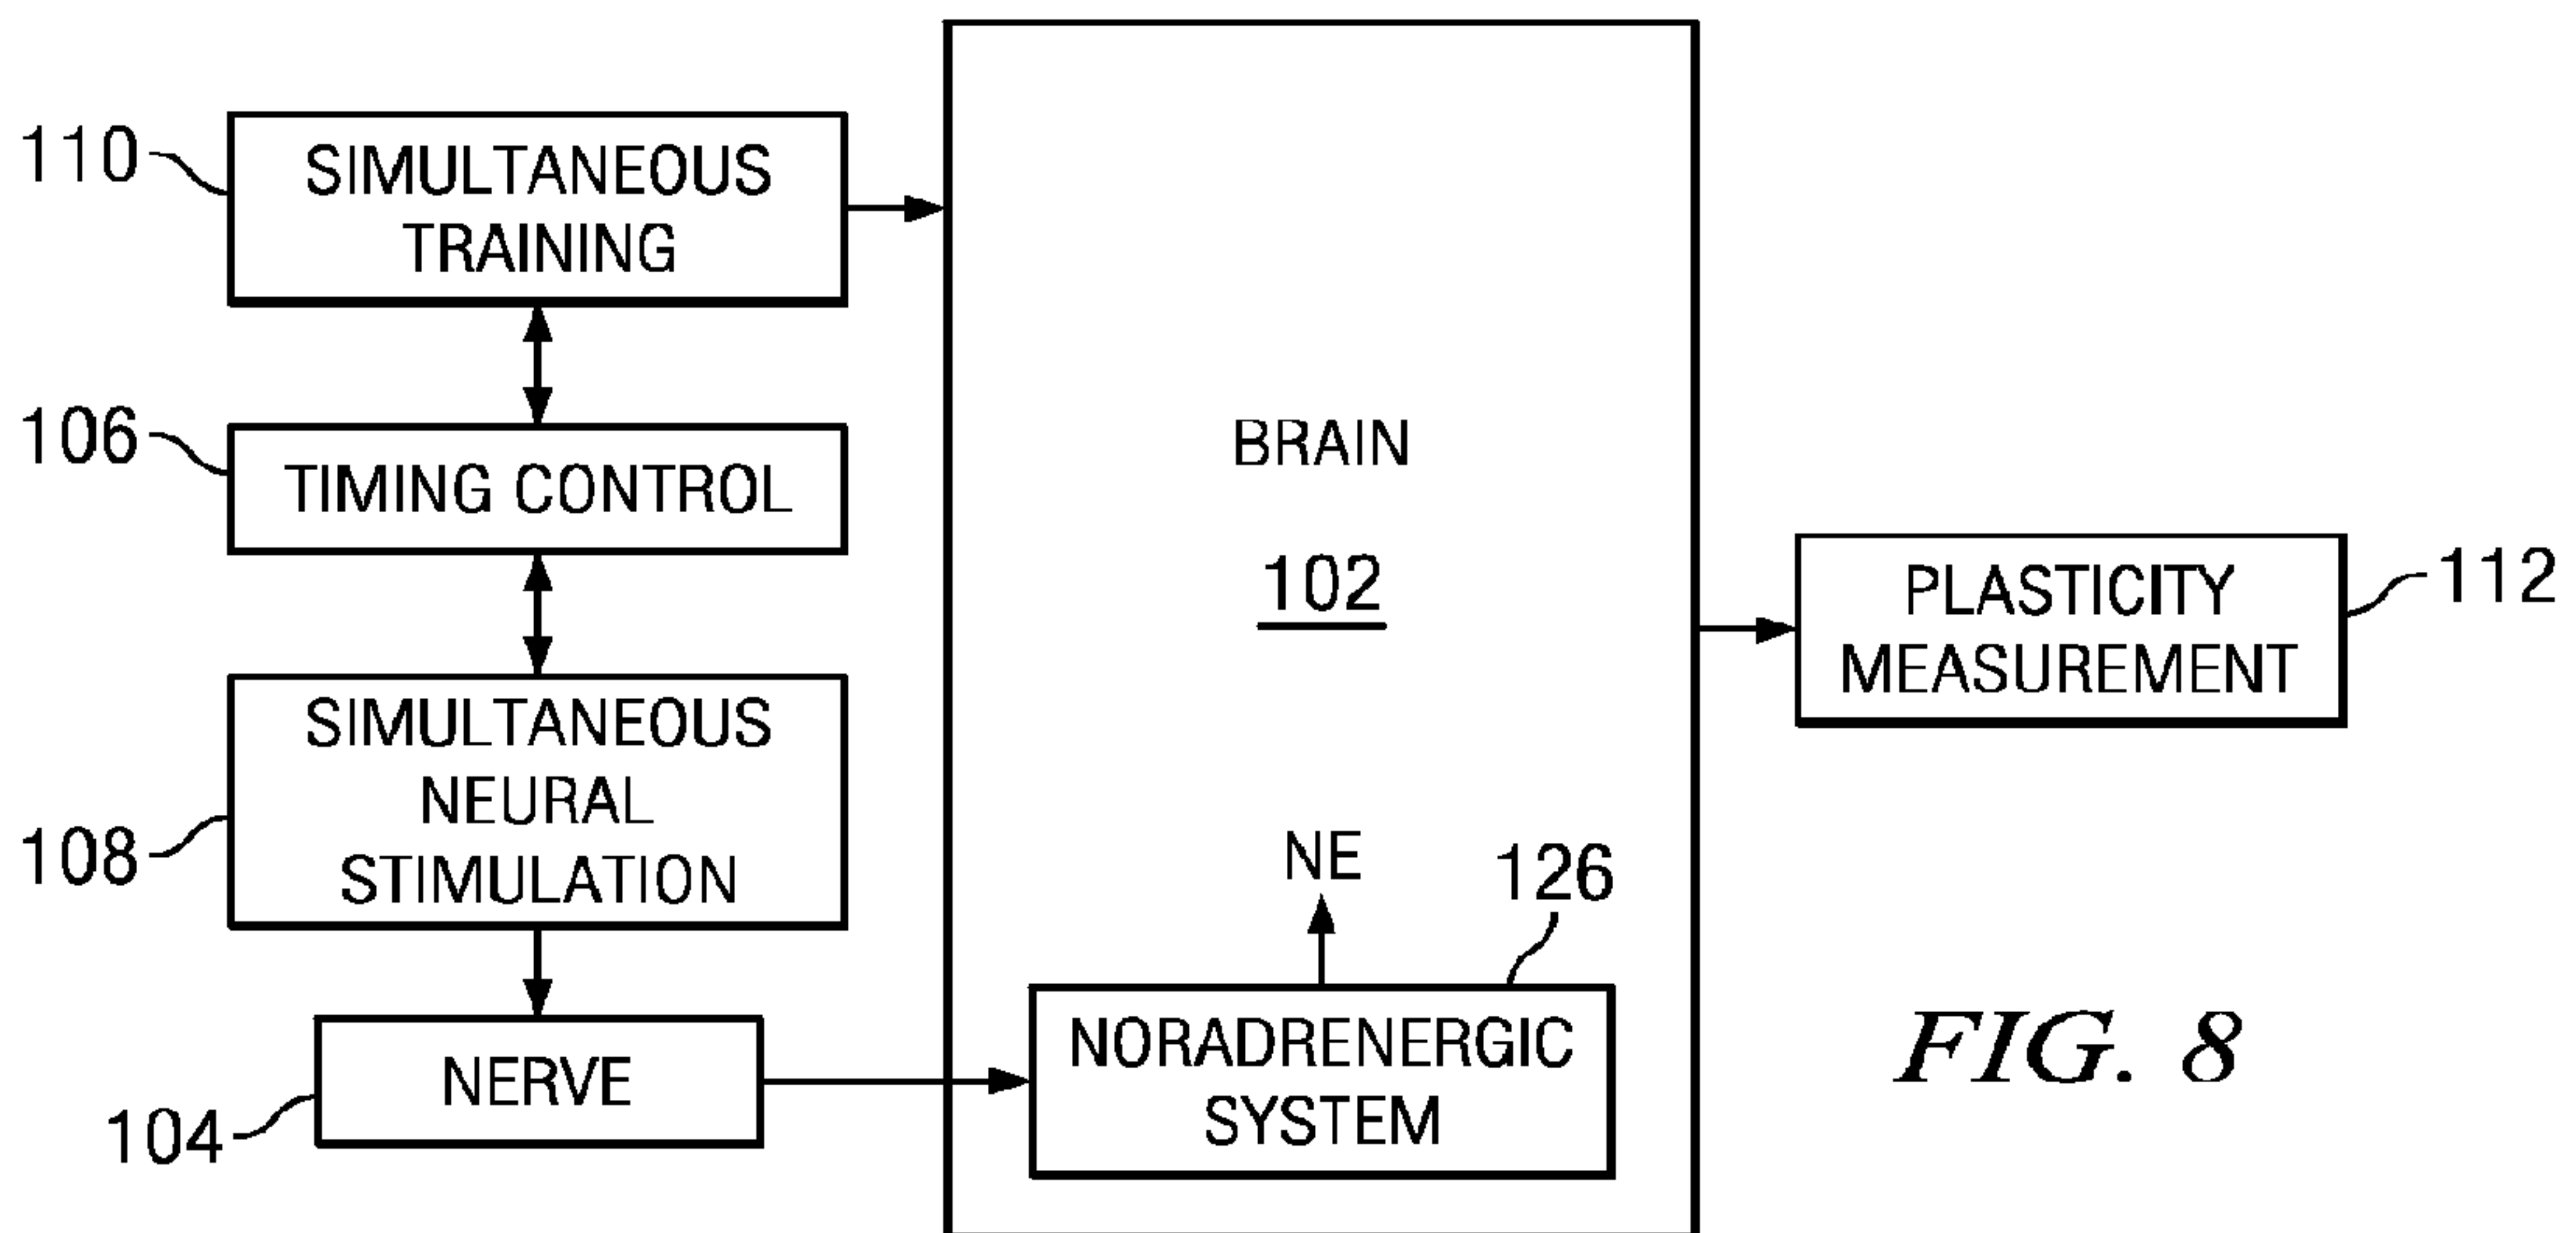 110
SIMULTANEOUS
TRAINING
106
TIMING CONTROL
108
SIMULTANEOUS
NEURAL
STIMULATION
104
NERVE
BRAIN
102
NE
126
NORADRENERGIC
SYSTEM
PLASTICITY
MEASUREMENT
112
FIG. 8